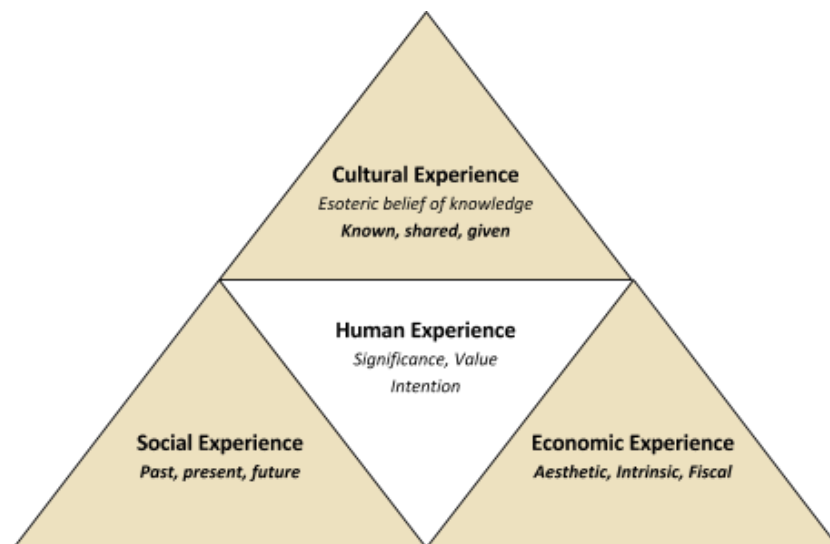 Cultural Experience
Esoteric belief of knowledge
Known, shared, given
Human Experience
Significance, Value
Intention
Social Experience
Past, present, future
Economic Experience
Aesthetic, Intrinsic, Fiscal